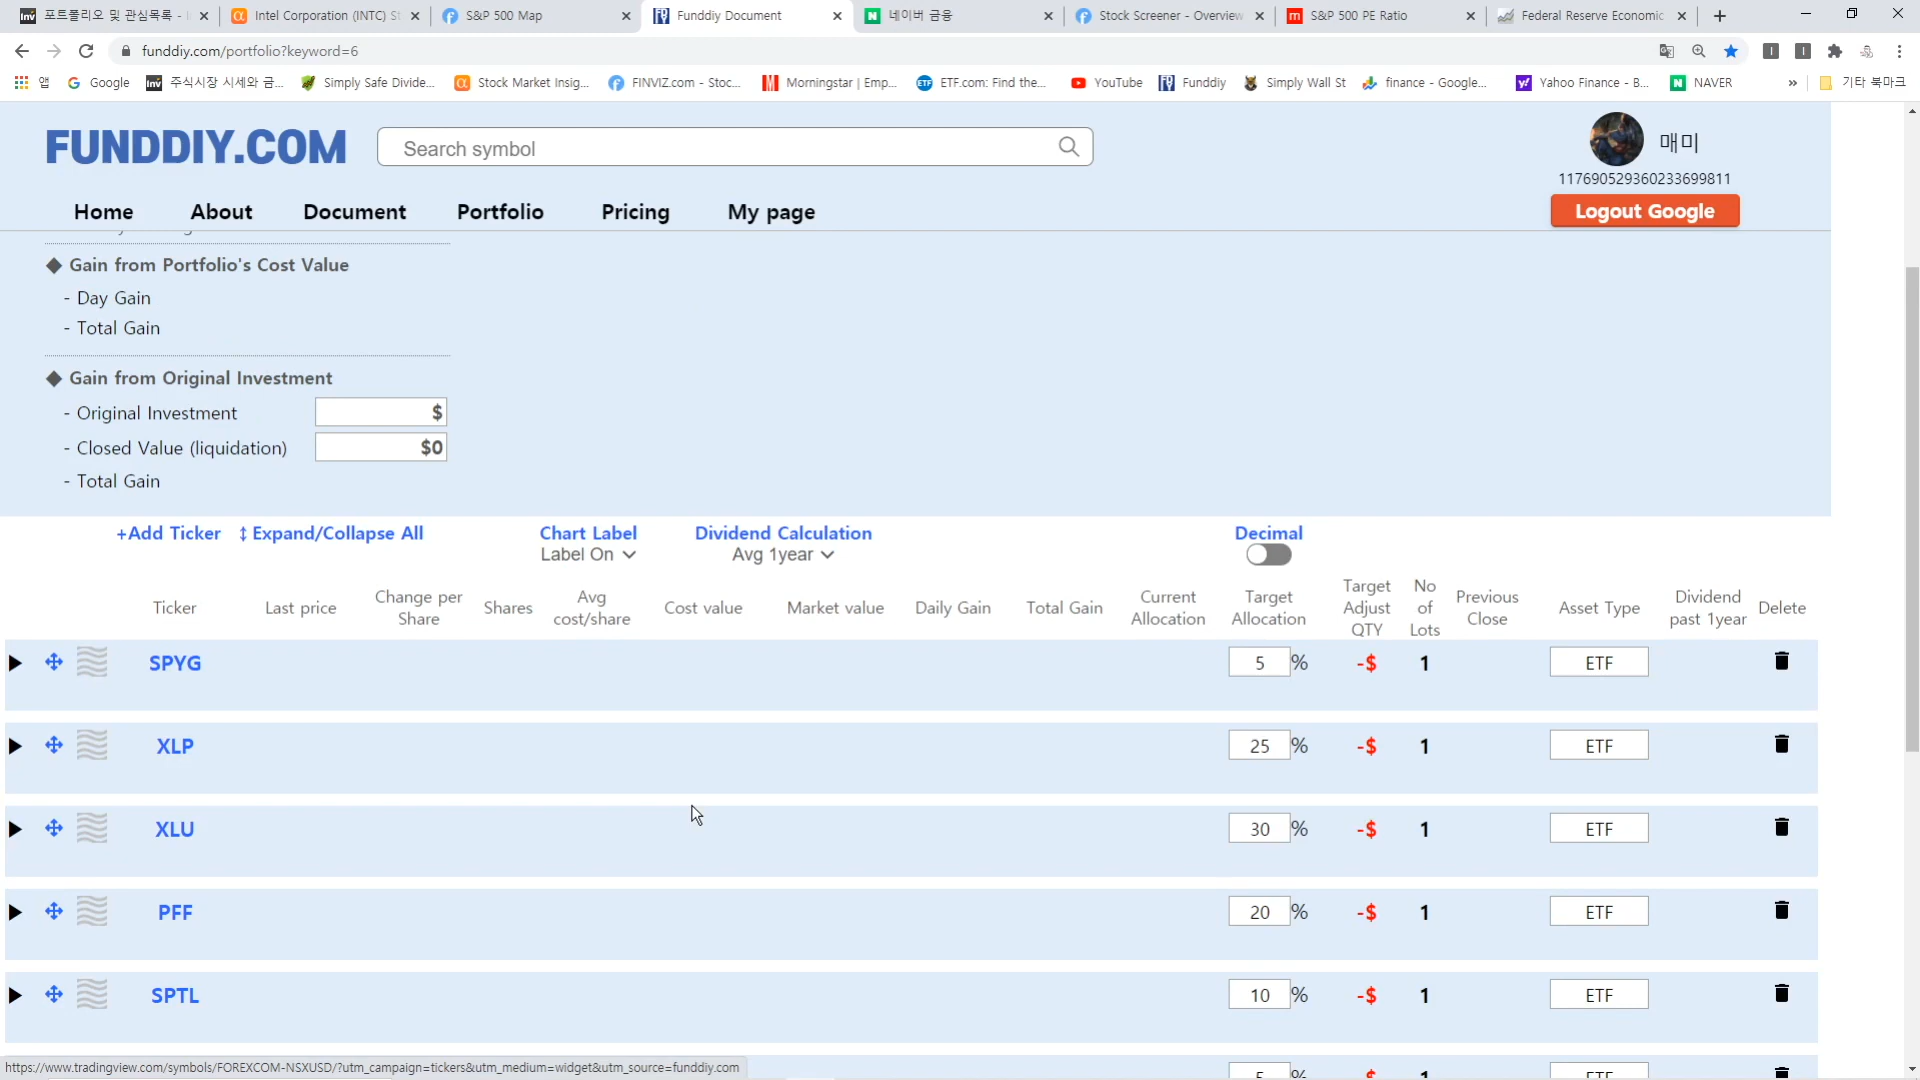 포트폴리오 및 관심목록 -
Intel Corporation (INTC) St
S&P 500 Map
Funddiy Document
네이버 금융
Stock Screener - Overview
S&P 500 PE Ratio
Federal Reserve Economic
funddiy.com/portfolio?keyword=6
앱
Google
주식시장 시세와 금...
Simply Safe Divide...
Stock Market Insig...
FINVIZ.com - Stoc...
Morningstar | Emp...
ETF.com: Find the...
YouTube
Funddiy
Simply Wall St
finance - Google...
Yahoo Finance - B...
NAVER
»
기타 북마크
FUNDDIY.COM
Search symbol
매미
117690529360233699811
Home About Document Portfolio Pricing My page
Logout Google
◆ Gain from Portfolio's Cost Value
- Day Gain
- Total Gain
◆ Gain from Original Investment
- Original Investment $
- Closed Value (liquidation) $0
- Total Gain
+Add Ticker ↕ Expand/Collapse All Chart Label Dividend Calculation Decimal
Label On Avg 1year
Ticker
Last price
Change per
Share
Shares
Avg
cost/share
Cost value
Market value
Daily Gain
Total Gain
Current
Allocation
Target
Allocation
Target
Adjust
QTY
No
of
Lots
Previous
Close
Asset Type
Dividend
past 1year
Delete
SPYG 5 % -$ 1 ETF
XLP 25 % -$ 1 ETF
XLU 30 % -$ 1 ETF
PFF 20 % -$ 1 ETF
SPTL 10 % -$ 1 ETF
5 % -$ 1 ETF
https://www.tradingview.com/symbols/FOREXCOM-NSXUSD/?utm_campaign=tickers&utm_medium=widget&utm_source=funddiy.com